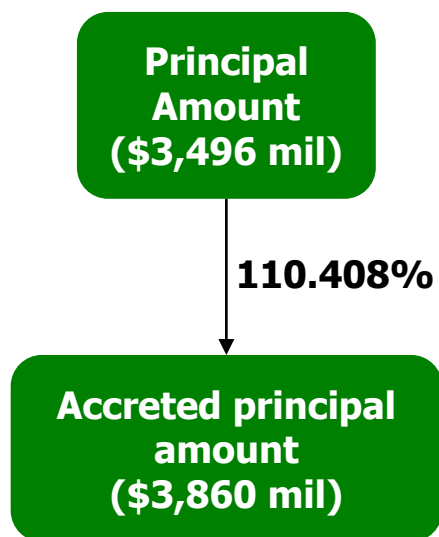 Principal
Amount
($3,496 mil)
110.408%
Accreted principal
amount
($3,860 mil)